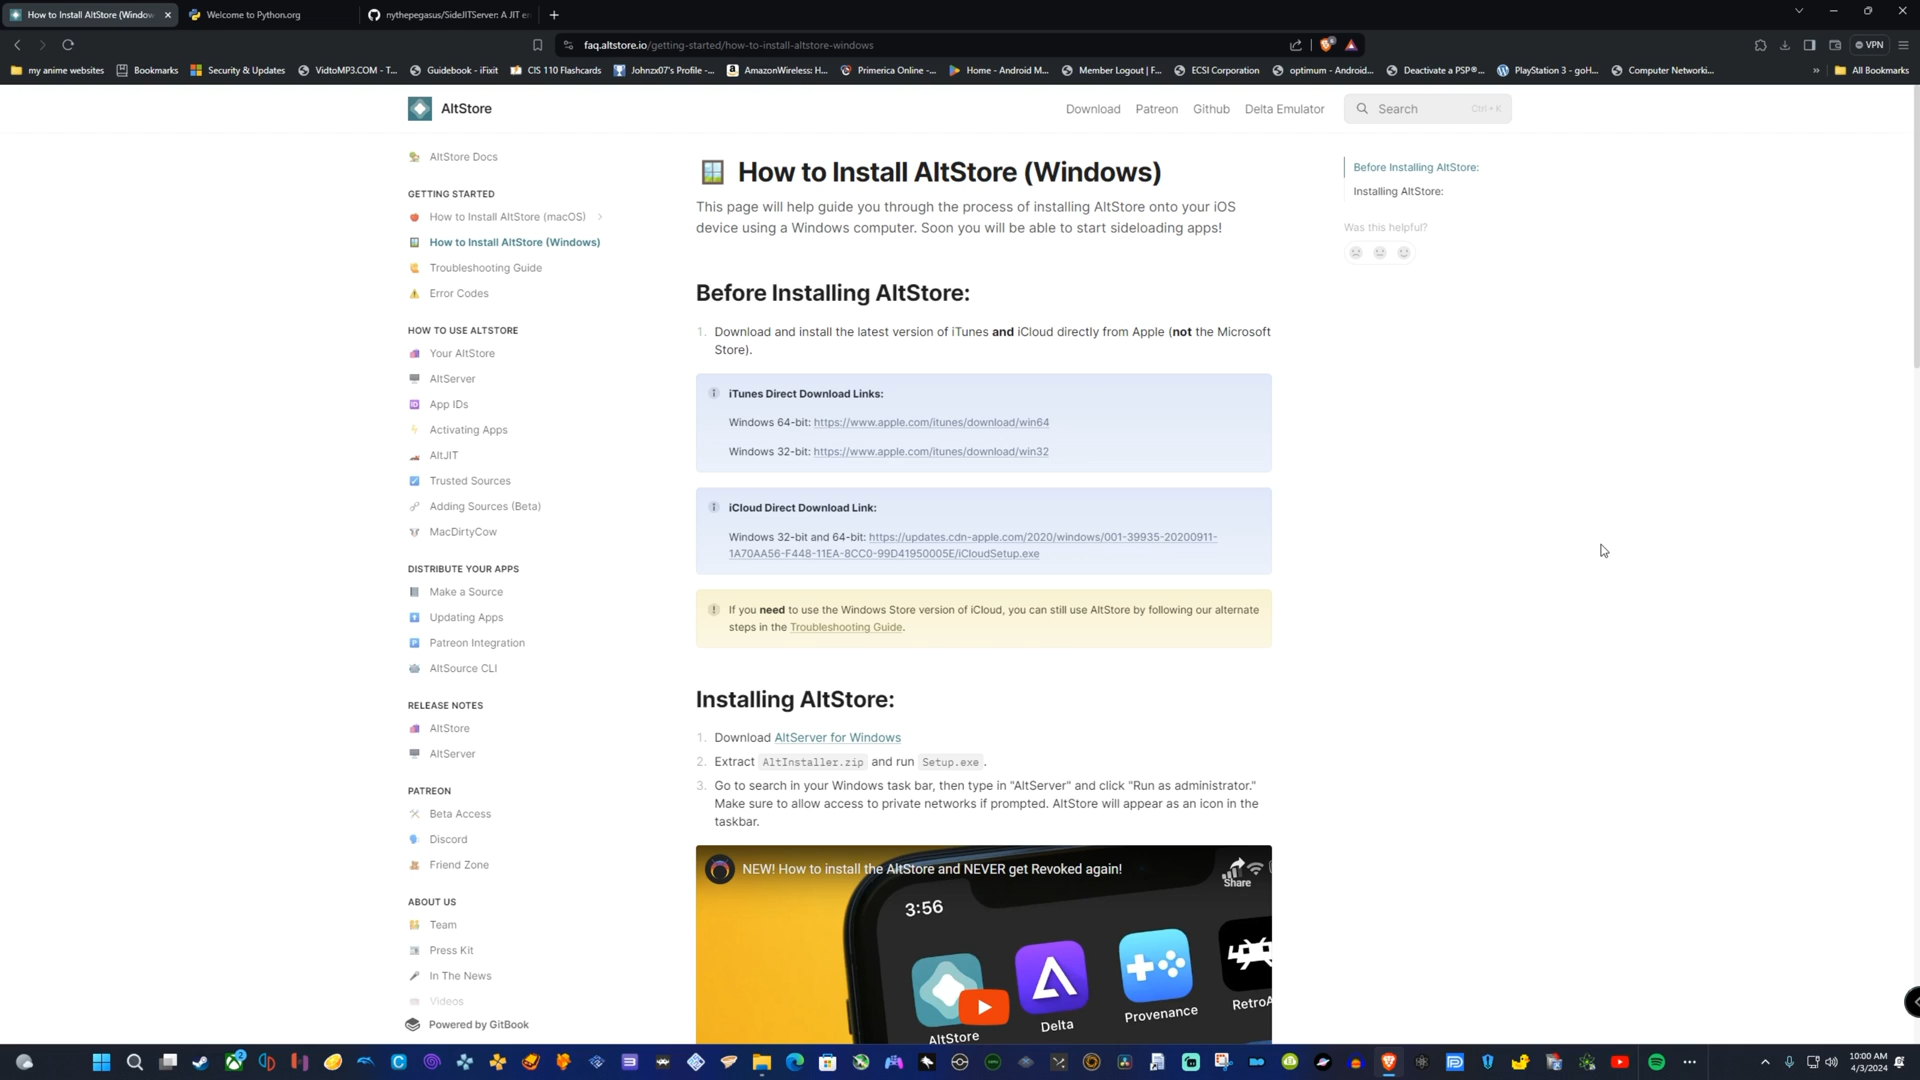 How to Install AltStore (Window
Welcome to Python.org
nythepegasus/SideJITServer: A JIT e
faq.altstore.io/getting-started/how-to-install-altstore-windows
VPN
my anime websites
Bookmarks
Security & Updates
VidtoMP3.COM - T...
Guidebook - iFixit
CIS 110 Flashcards
Johnzx07's Profile -...
AmazonWireless: H...
Primerica Online -...
Home - Android M...
Member Logout | F...
ECSI Corporation
optimum - Android...
Deactivate a PSP®...
PlayStation 3 - goH...
Computer Networki...
All Bookmarks
AltStore
Download
Patreon
Github
Delta Emulator
Search
Ctrl + K
AltStore Docs
GETTING STARTED
How to Install AltStore (macOS)
How to Install AltStore (Windows)
Troubleshooting Guide
Error Codes
HOW TO USE ALTSTORE
Your AltStore
AltServer
App IDs
Activating Apps
AltJIT
Trusted Sources
Adding Sources (Beta)
MacDirtyCow
DISTRIBUTE YOUR APPS
Make a Source
Updating Apps
Patreon Integration
AltSource CLI
RELEASE NOTES
AltStore
AltServer
PATREON
Beta Access
Discord
Friend Zone
ABOUT US
Team
Press Kit
In The News
Videos
Powered by GitBook
How to Install AltStore (Windows)
This page will help guide you through the process of installing AltStore onto your iOS
device using a Windows computer. Soon you will be able to start sideloading apps!
Before Installing AltStore:
1. Download and install the latest version of iTunes and iCloud directly from Apple (not the Microsoft
Store).
iTunes Direct Download Links:
Windows 64-bit: https://www.apple.com/itunes/download/win64
Windows 32-bit: https://www.apple.com/itunes/download/win32
iCloud Direct Download Link:
Windows 32-bit and 64-bit: https://updates.cdn-apple.com/2020/windows/001-39935-20200911-
1A70AA56-F448-11EA-8CC0-99D41950005E/iCloudSetup.exe
If you need to use the Windows Store version of iCloud, you can still use AltStore by following our alternate
steps in the Troubleshooting Guide.
Installing AltStore:
1. Download AltServer for Windows
2. Extract AltInstaller.zip and run Setup.exe.
3. Go to search in your Windows task bar, then type in "AltServer" and click "Run as administrator."
Make sure to allow access to private networks if prompted. AltStore will appear as an icon in the
taskbar.
NEW! How to install the AltStore and NEVER get Revoked again!
Share
3:56
AltStore
Delta
Provenance
RetroA
Before Installing AltStore:
Installing AltStore:
Was this helpful?
10:00 AM
4/3/2024